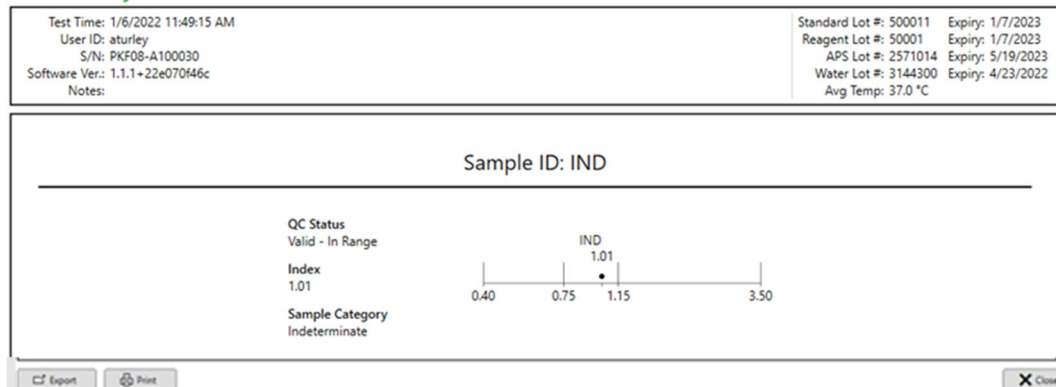 Test Time: 1/6/2022 11:49:15 AM
User ID: aturley
S/N: PKF08-A100030
Software Ver.: 1.1.1+22e070f46c
Notes:
Standard Lot #: 500011 Expiry: 1/7/2023
Reagent Lot #: 50001 Expiry: 1/7/2023
APS Lot #: 2571014 Expiry: 5/19/2023
Water Lot #: 3144300 Expiry: 4/23/2022
Avg Temp: 37.0 °C
Sample ID: IND
QC Status
Valid - In Range
Index
1.01
Sample Category
Indeterminate
IND
1.01
0.40 0.75 1.15 3.50
Export Print Close